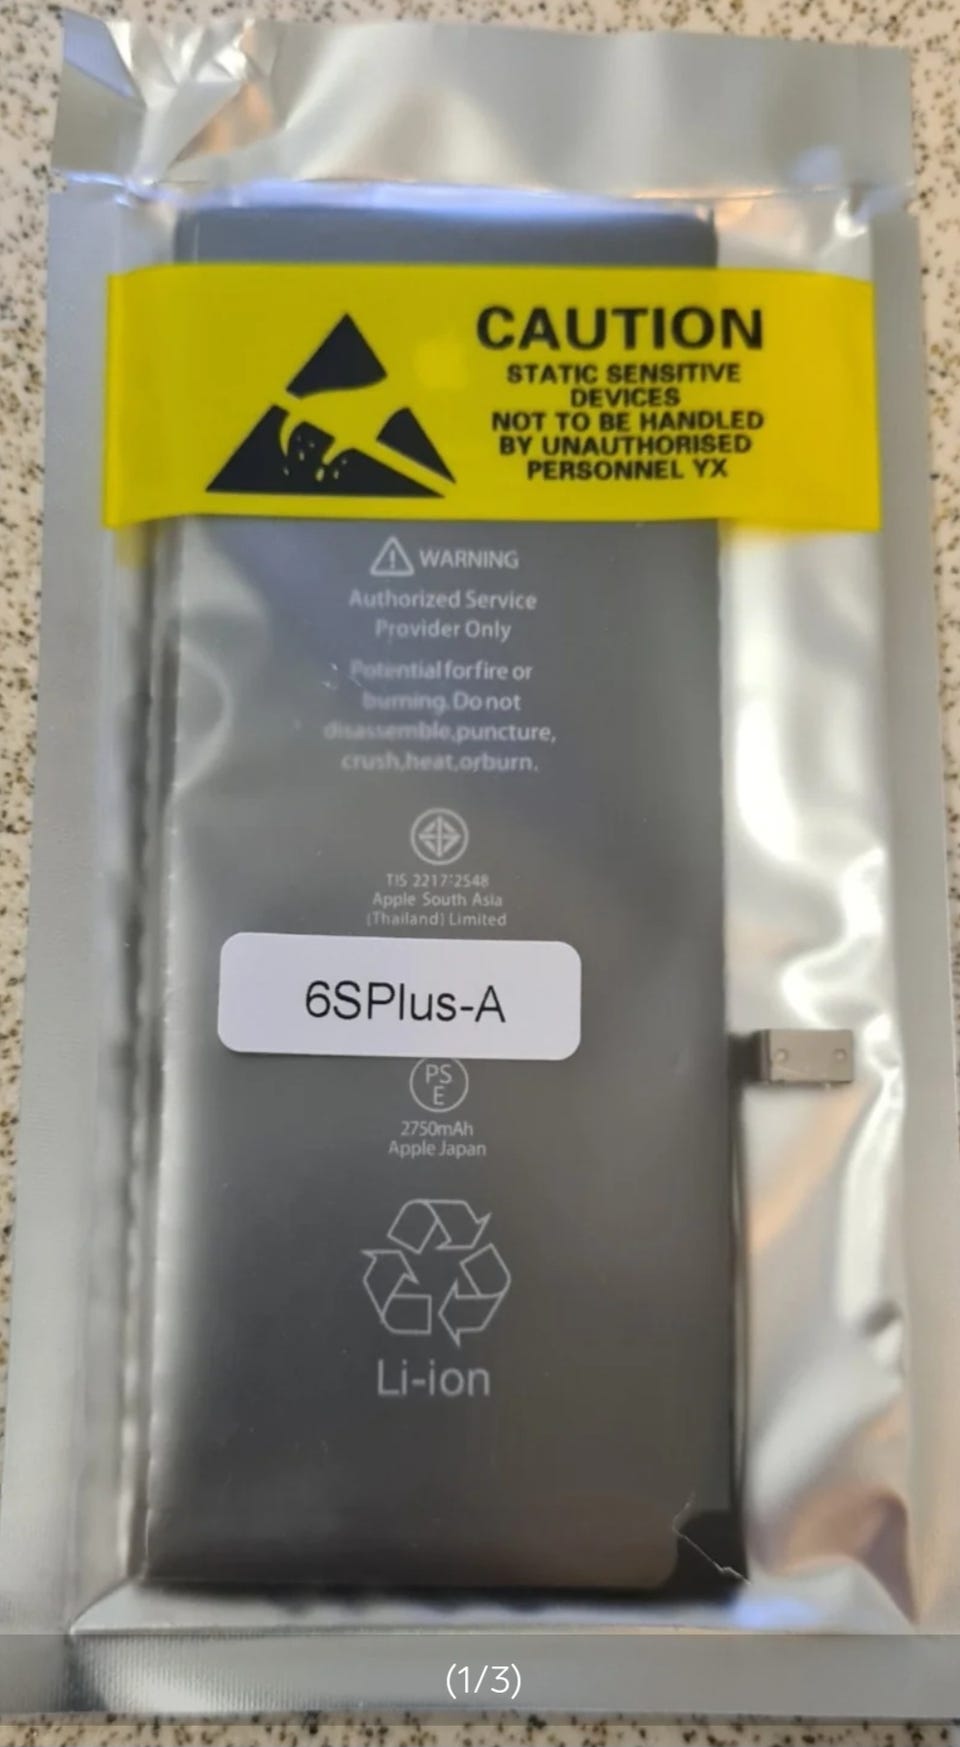 CAUTION
STATIC SENSITIVE
DEVICES
NOT TO BE HANDLED
BY UNAUTHORISED
PERSONNEL YX
WARNING
Authorized Service
Provider Only
Potential for fire or
burning. Do not
disassemble,puncture,
crush,heat,orburn.
TIS 2217:2548
Apple South Asia
(Thailand) Limited
6SPlus-A
PS
E
2750mAh
Apple Japan
Li-ion
(1/3)